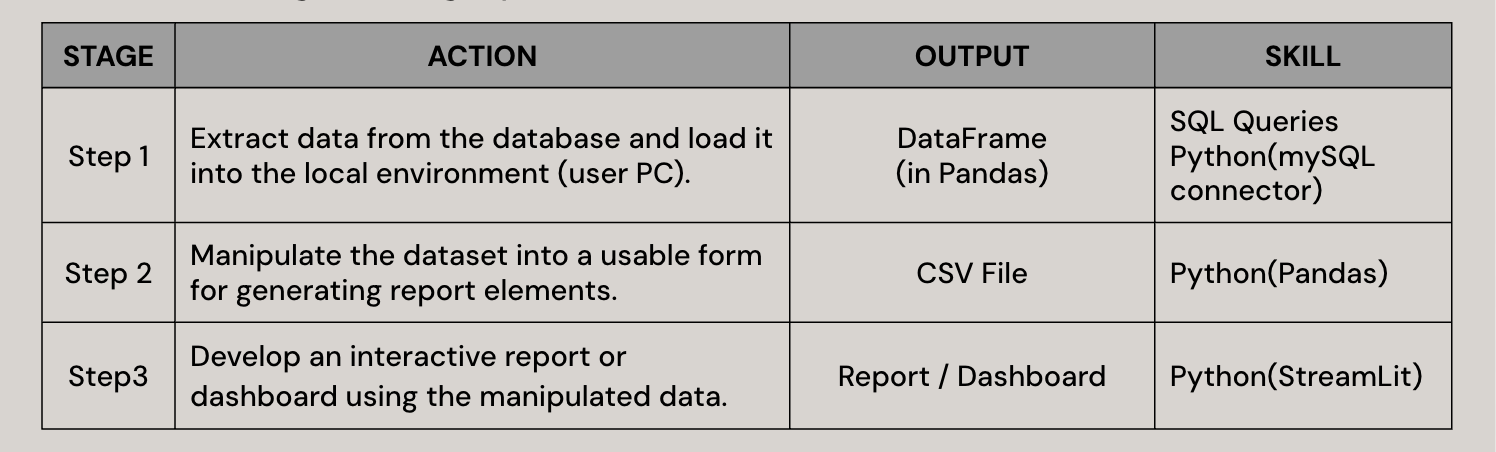 STAGE ACTION OUTPUT SKILL
Step 1
Extract data from the database and load it
into the local environment (user PC).
DataFrame
(in Pandas)
SQL Queries
Python(mySQL
connector)
Step 2
Manipulate the dataset into a usable form
for generating report elements.
CSV File
Python(Pandas)
Step3
Develop an interactive report or
dashboard using the manipulated data.
Report / Dashboard
Python(StreamLit)